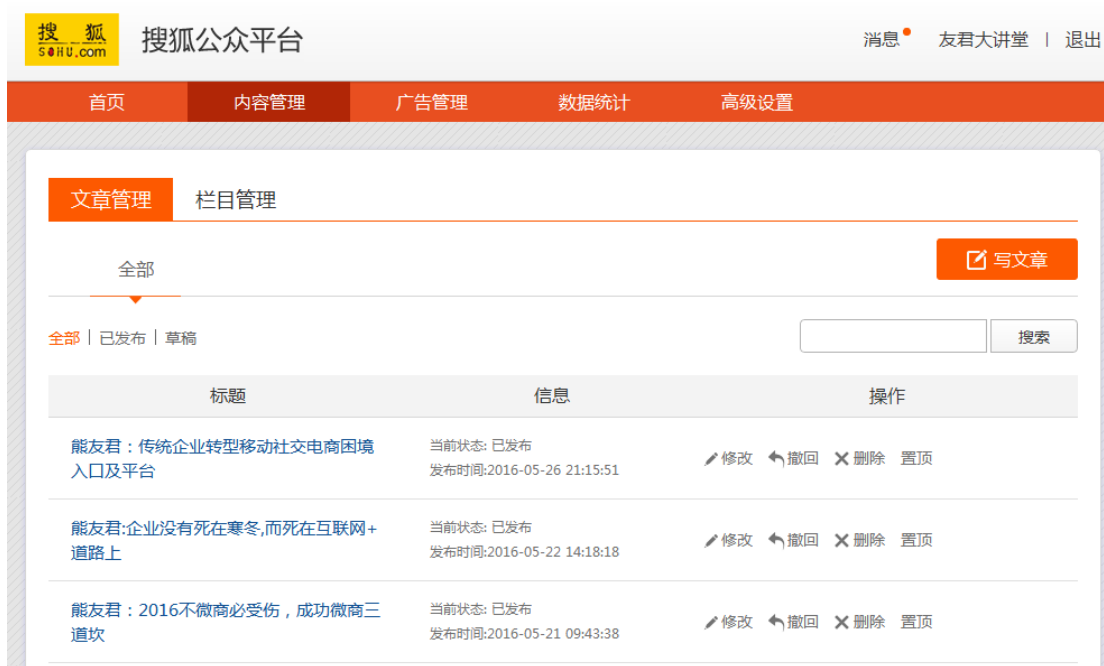 搜 狐 搜狐公众平台 消息 友君大讲堂 | 退出
SOHU.com
首页 内容管理 广告管理 数据统计 高级设置
文章管理 栏目管理
全部 写文章
全部 | 已发布 | 草稿 搜索
标题 信息 操作
熊友君：传统企业转型移动社交电商困境
入口及平台
当前状态: 已发布
发布时间:2016-05-26 21:15:51
修改 撤回 删除 置顶
熊友君:企业没有死在寒冬,而死在互联网+
道路上
当前状态: 已发布
发布时间:2016-05-22 14:18:18
修改 撤回 删除 置顶
熊友君：2016不微商必受伤，成功微商三
道坎
当前状态: 已发布
发布时间:2016-05-21 09:43:38
修改 撤回 删除 置顶